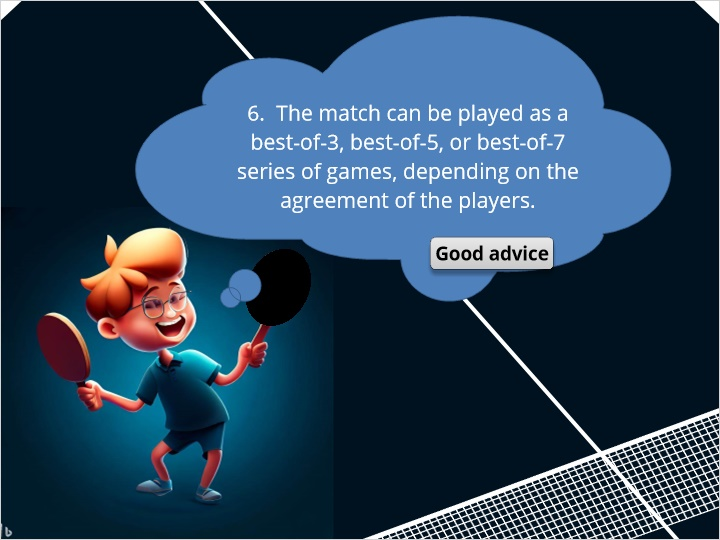 6.  The match can be played as a
best-of-3, best-of-5, or best-of-7
series of games, depending on the
agreement of the players.
Good advice
b